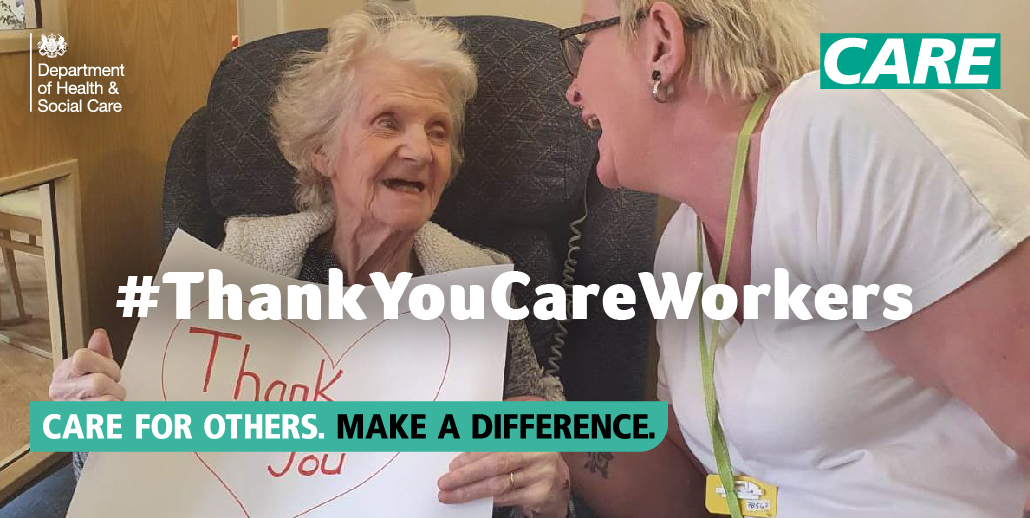 Department
of Health &
Social Care
CARE
#ThankYouCareWorkers
Thank
CARE FOR OTHERS. MAKE A DIFFERENCE.
You